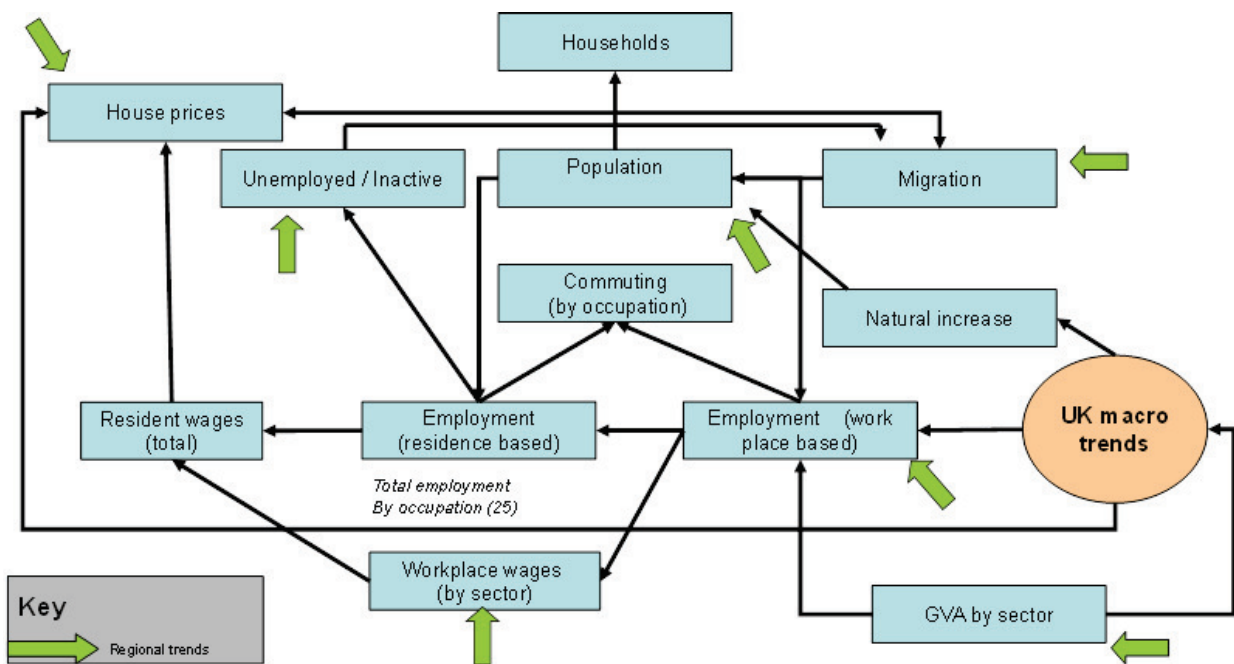 Households
House prices
Unemployed / Inactive
Population
Migration
Commuting
(by occupation)
Natural increase
Resident wages
(total)
Employment
(residence based)
Employment (work
place based)
UK macro
trends
Total employment
By occupation (25)
Workplace wages
(by sector)
GVA by sector
Key
Regional trends